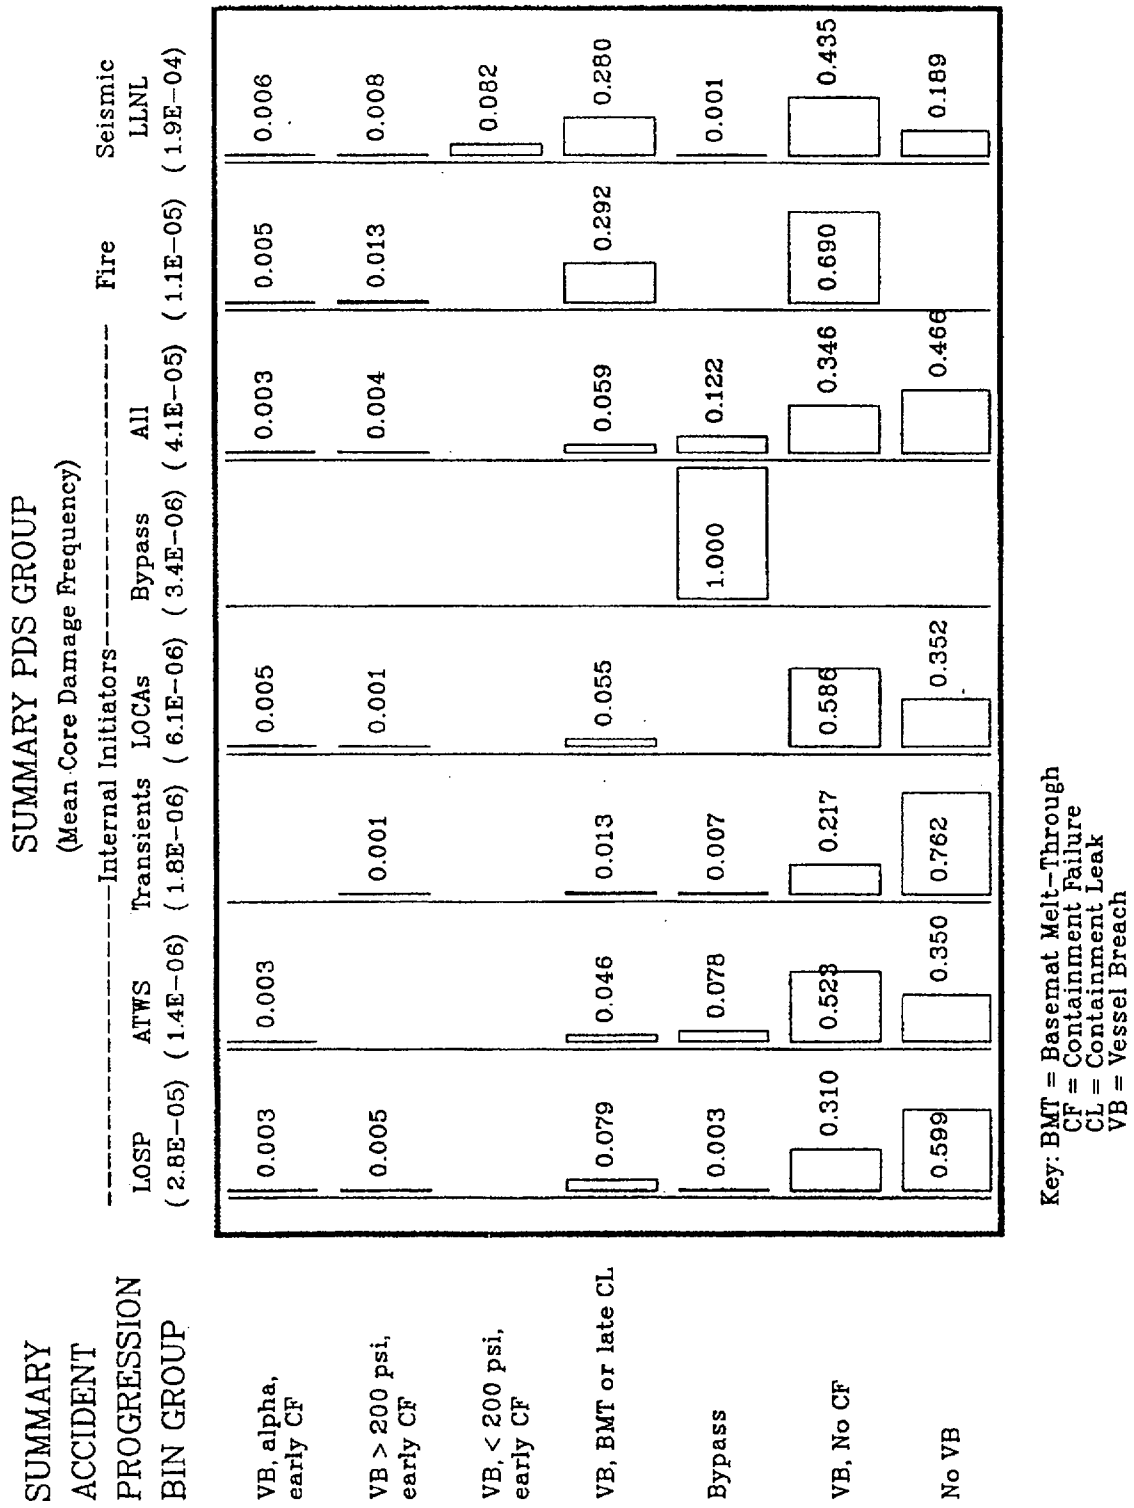 SUMMARY PDS GROUP
(Mean Core Damage Frequency)
SUMMARY
ACCIDENT
PROGRESSION
BIN GROUP
----------------Internal Initiators----------------
LOSP ATWS Transients LOCAs Bypass All Fire Seismic LLNL
( 2.8E-05) ( 1.4E-06) ( 1.8E-06) ( 6.1E-06) ( 3.4E-06) ( 4.1E-05) ( 1.1E-05) ( 1.9E-04)
VB, alpha,
early CF
0.003 0.003 0.005 0.003 0.005 0.006
VB > 200 psi,
early CF
0.005 0.001 0.001 0.004 0.013 0.008
VB, < 200 psi,
early CF
0.082
VB, BMT or late CL
0.079 0.046 0.013 0.055 0.059 0.292 0.280
Bypass
0.003 0.078 0.007 1.000 0.122 0.001
VB, No CF
0.310 0.523 0.217 0.586 0.346 0.690 0.435
No VB
0.599 0.350 0.762 0.352 0.466 0.189
Key: BMT = Basemat Melt-Through
CF = Containment Failure
CL = Containment Leak
VB = Vessel Breach